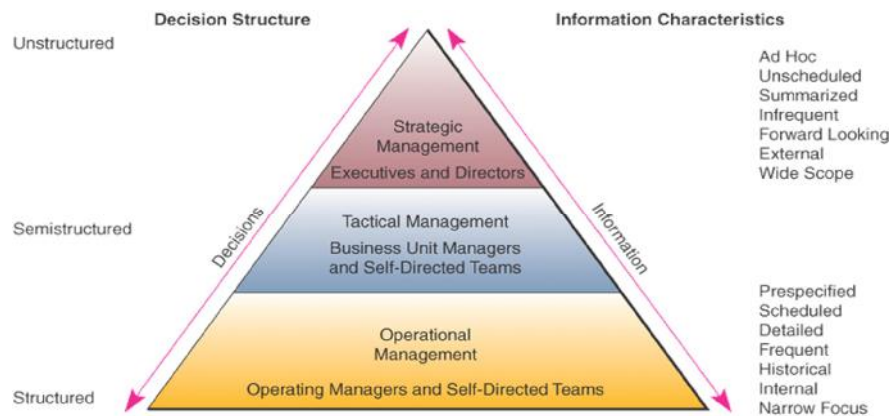 Decision Structure
Information Characteristics
Unstructured
Ad Hoc
Unscheduled
Summarized
Infrequent
Forward Looking
External
Wide Scope
Strategic
Management
Executives and Directors
Decisions
Information
Semistructured
Tactical Management
Business Unit Managers
and Self-Directed Teams
Prespecified
Scheduled
Detailed
Frequent
Historical
Internal
Narrow Focus
Operational
Management
Operating Managers and Self-Directed Teams
Structured